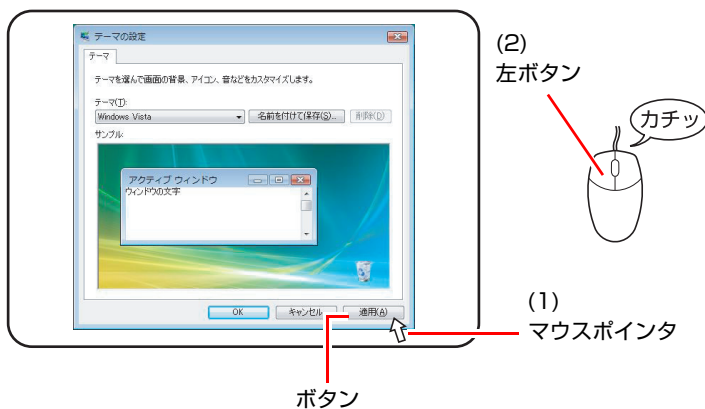 テーマの設定
テーマ
テーマを選んで画面の背景、アイコン、音などをカスタマイズします。
テーマ(T):
Windows Vista
名前を付けて保存(S)...
削除(D)
サンプル:
アクティブ ウィンドウ
ウィンドウの文字
OK
キャンセル
適用(A)
(2)
左ボタン
カチッ
(1)
マウスポインタ
ボタン